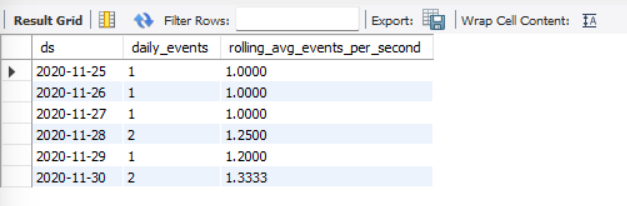 Result Grid Filter Rows: Export: Wrap Cell Content: IA
ds daily_events rolling_avg_events_per_second
2020-11-25 1 1.0000
2020-11-26 1 1.0000
2020-11-27 1 1.0000
2020-11-28 2 1.2500
2020-11-29 1 1.2000
2020-11-30 2 1.3333